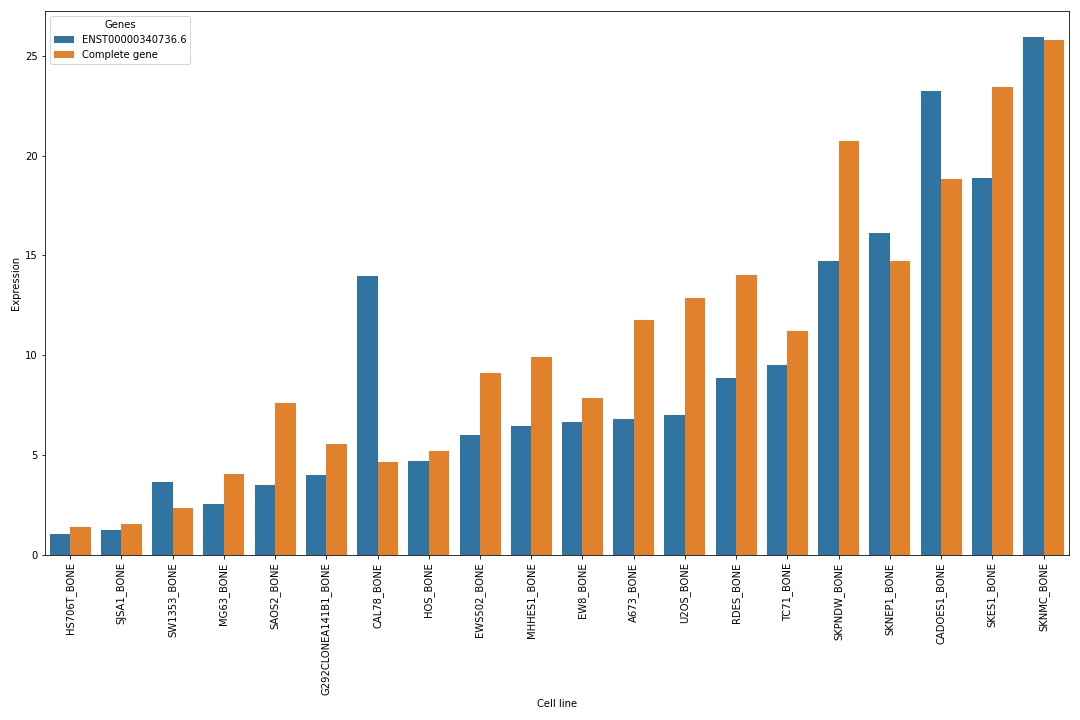 Genes
ENST00000340736.6
Complete gene
Expression
25
20
15
10
5
0
HS706T_BONE
SJSA1_BONE
SW1353_BONE
MG63_BONE
SAOS2_BONE
G292CLONEA141B1_BONE
CAL78_BONE
HOS_BONE
EWS502_BONE
MHHES1_BONE
EW8_BONE
A673_BONE
U2OS_BONE
RDES_BONE
TC71_BONE
SKPNDW_BONE
SKNEP1_BONE
CADOES1_BONE
SKES1_BONE
SKNMC_BONE
Cell line